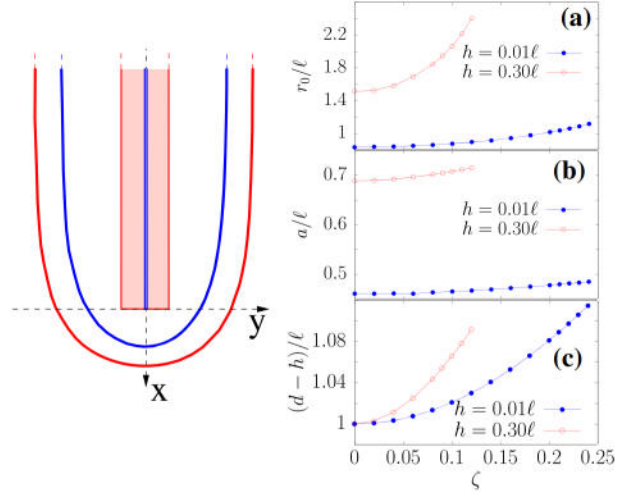 y
x
(a)
2.2
1.8
1.4
1
r₀/ℓ
h = 0.01ℓ
h = 0.30ℓ
(b)
0.7
0.6
0.5
a/ℓ
h = 0.01ℓ
h = 0.30ℓ
(c)
1.08
1.04
1
(d − h)/ℓ
h = 0.01ℓ
h = 0.30ℓ
0 0.05 0.1 0.15 0.2 0.25
ζ